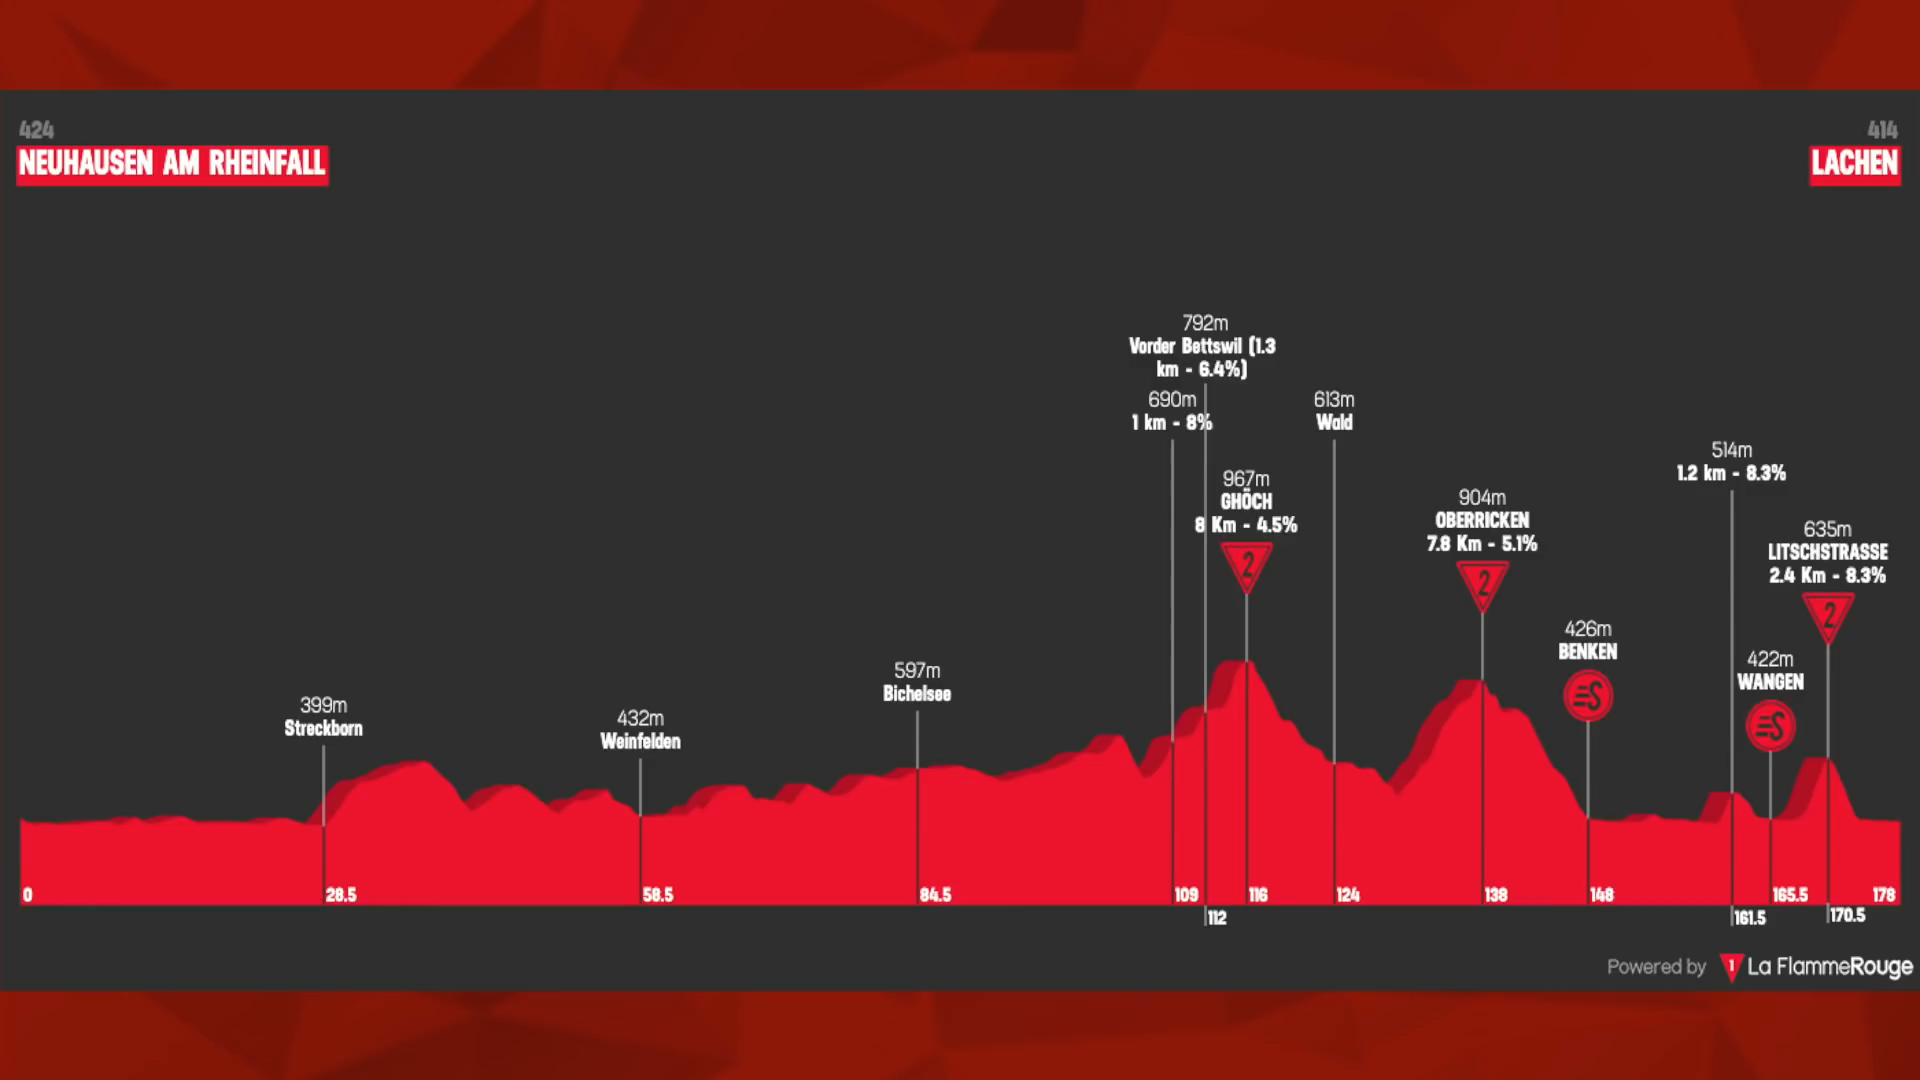 424
NEUHAUSEN AM RHEINFALL
414
LACHEN
399m
Streckborn
432m
Weinfelden
597m
Bichelsee
690m
1 km - 8%
792m
Vorder Bettswil (1.3
km - 6.4%)
967m
GHÖCH
8 Km - 4.5%
2
613m
Wald
904m
OBERRICKEN
7.8 Km - 5.1%
2
426m
BENKEN
S
514m
1.2 km - 8.3%
422m
WANGEN
S
635m
LITSCHSTRASSE
2.4 Km - 8.3%
2
0 28.5 58.5 84.5 109 116 124 138 148 165.5 178
112 161.5 170.5
Powered by 1 La FlammeRouge